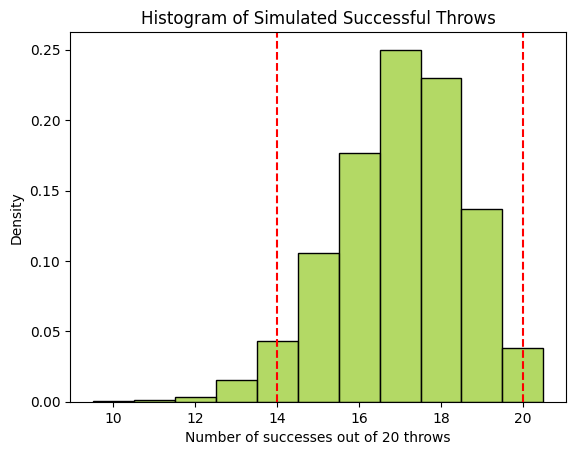 Histogram of Simulated Successful Throws
Density
0.25
0.20
0.15
0.10
0.05
0.00
10 12 14 16 18 20
Number of successes out of 20 throws